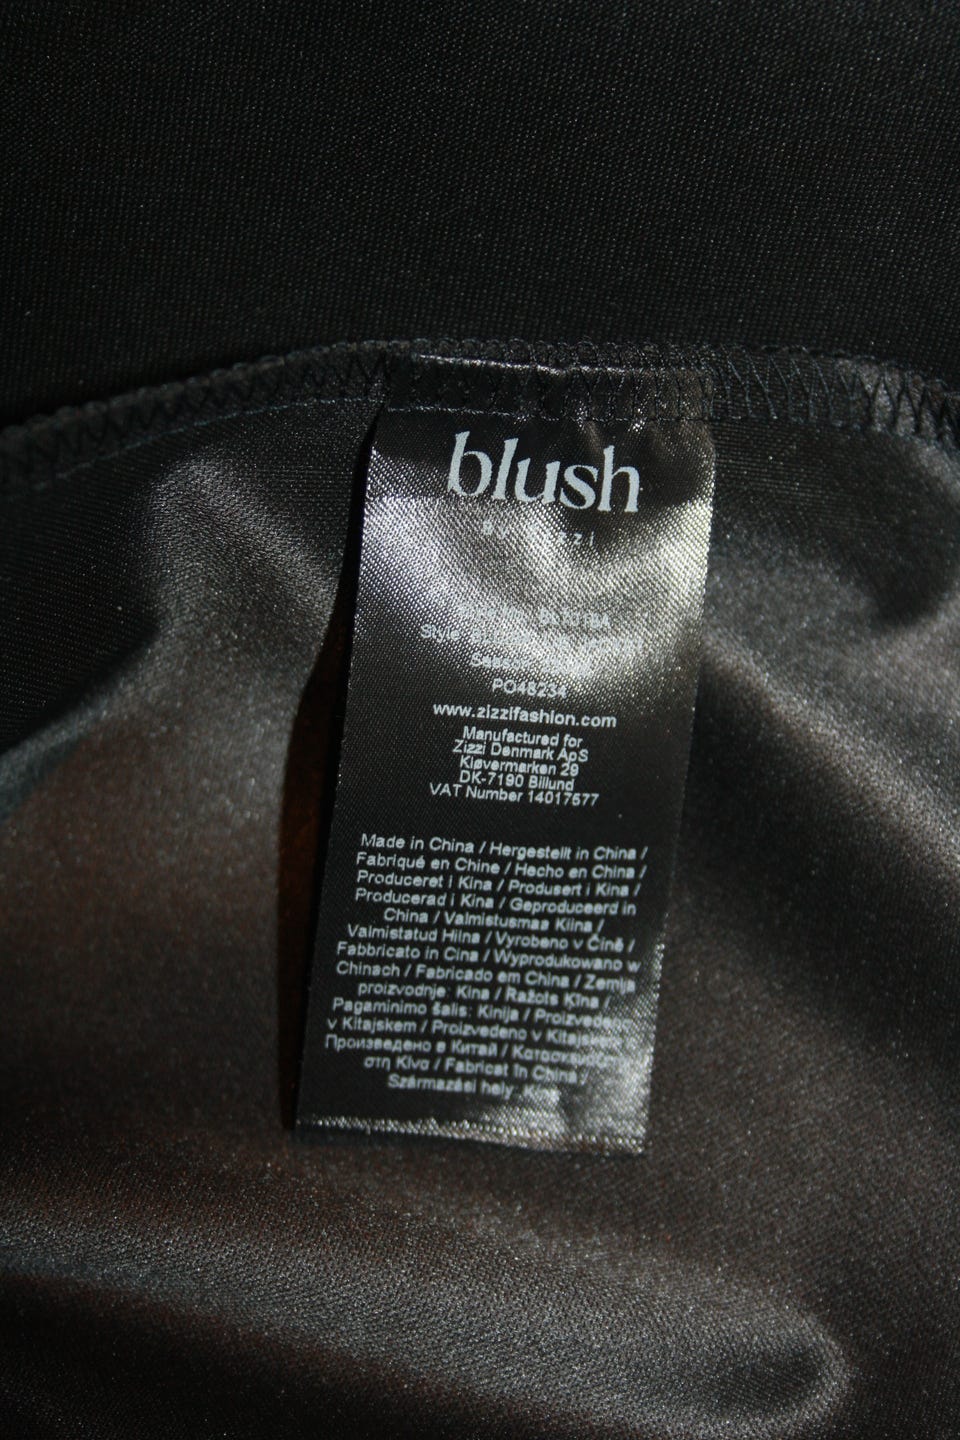 blush
Style
PO48234
www.zizzifashion.com
Manufactured for
Zizzi Denmark ApS
Kløvermarken 29
DK-7190 Billund
VAT Number 14017577
Made in China / Hergestellt in China /
Fabriqué en Chine / Hecho en China /
Produceret i Kina / Produsert i Kina /
Producerad i Kina / Geproduceerd in
China / Valmistusmaa Kiina /
Valmistatud Hiina / Vyrobeno v Číně /
Fabbricato in Cina / Wyprodukowano w
Chinach / Fabricado em China / Zemlja
proizvodnje: Kina / Ražots Ķīna /
Pagaminimo šalis: Kinija / Proizvedeno
v Kitajskem / Proizvedeno v Kitajskem
Произведено в Китай /
στη Κίνα / Fabricat în China /
Származási hely: